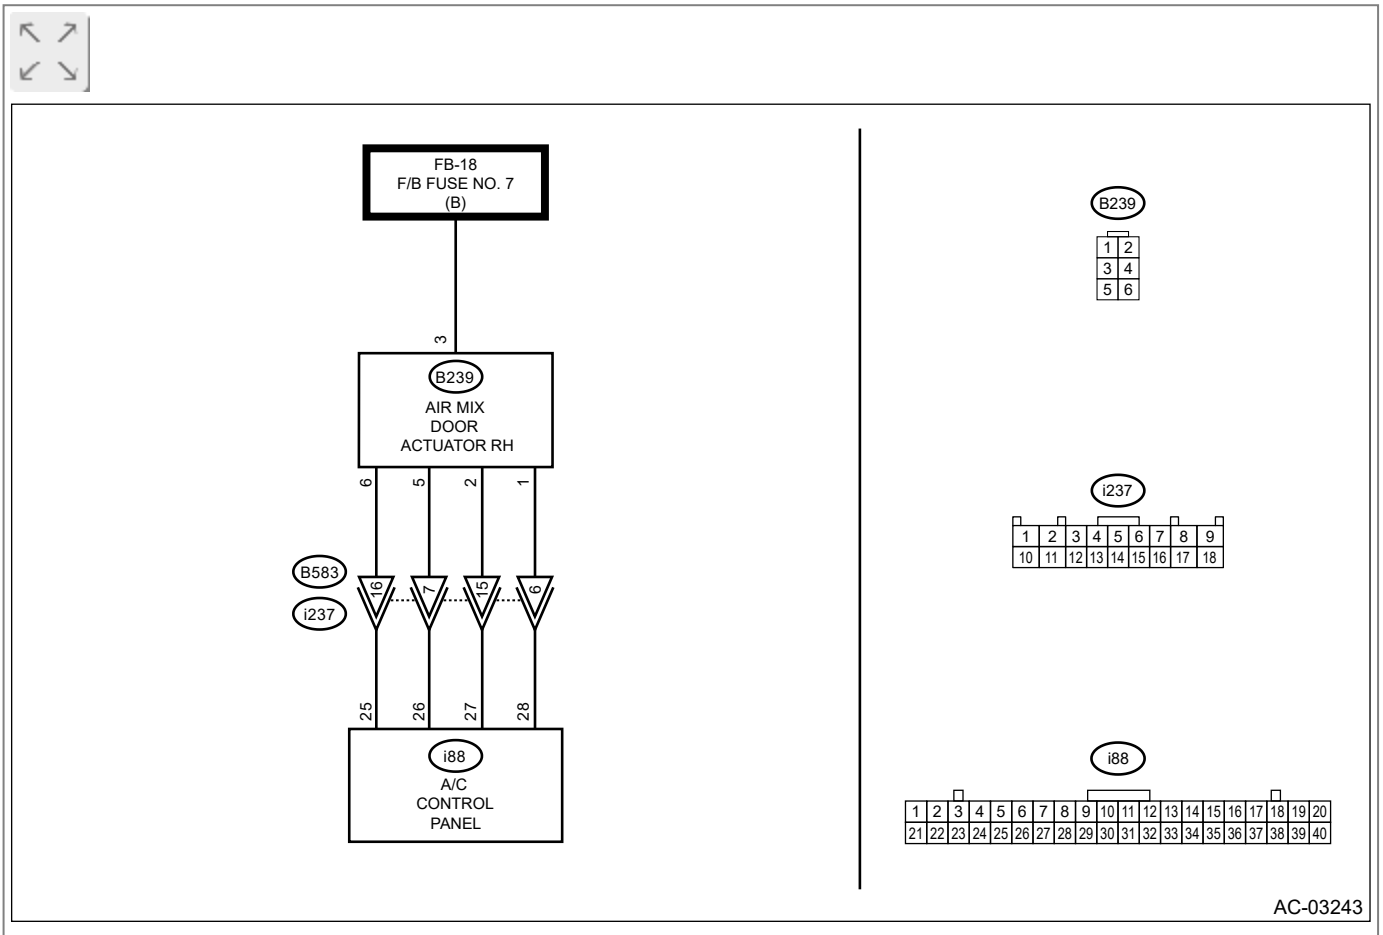 FB-18
F/B FUSE NO. 7
(B)
3
B239
AIR MIX
DOOR
ACTUATOR RH
6 5 2 1
B583
i237
16 7 15 6
25 26 27 28
i88
A/C
CONTROL
PANEL
B239
1 2
3 4
5 6
i237
1 2 3 4 5 6 7 8 9
10 11 12 13 14 15 16 17 18
i88
1 2 3 4 5 6 7 8 9 10 11 12 13 14 15 16 17 18 19 20
21 22 23 24 25 26 27 28 29 30 31 32 33 34 35 36 37 38 39 40
AC-03243